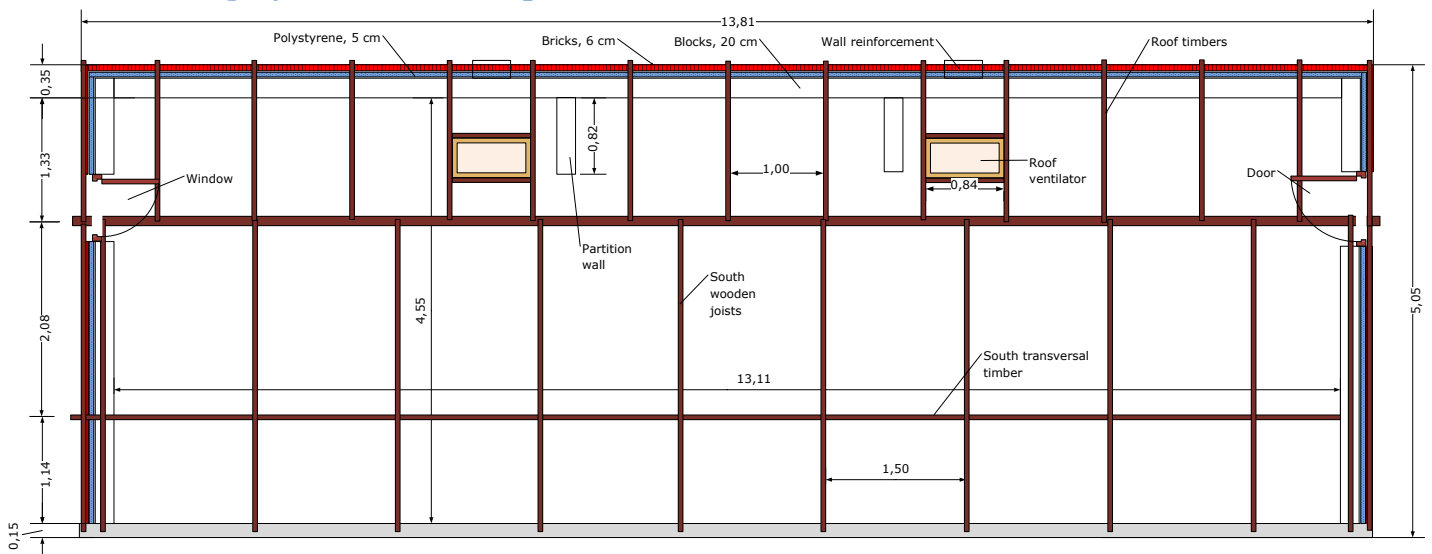 13,81
Polystyrene, 5 cm
Bricks, 6 cm
Blocks, 20 cm
Wall reinforcement
Roof timbers
0,35
1,33
Window
0,82
1,00
Roof
ventilator
0,84
Door
Partition
wall
South
wooden
joists
4,55
2,08
5,05
South transversal
timber
13,11
1,14
1,50
0,15